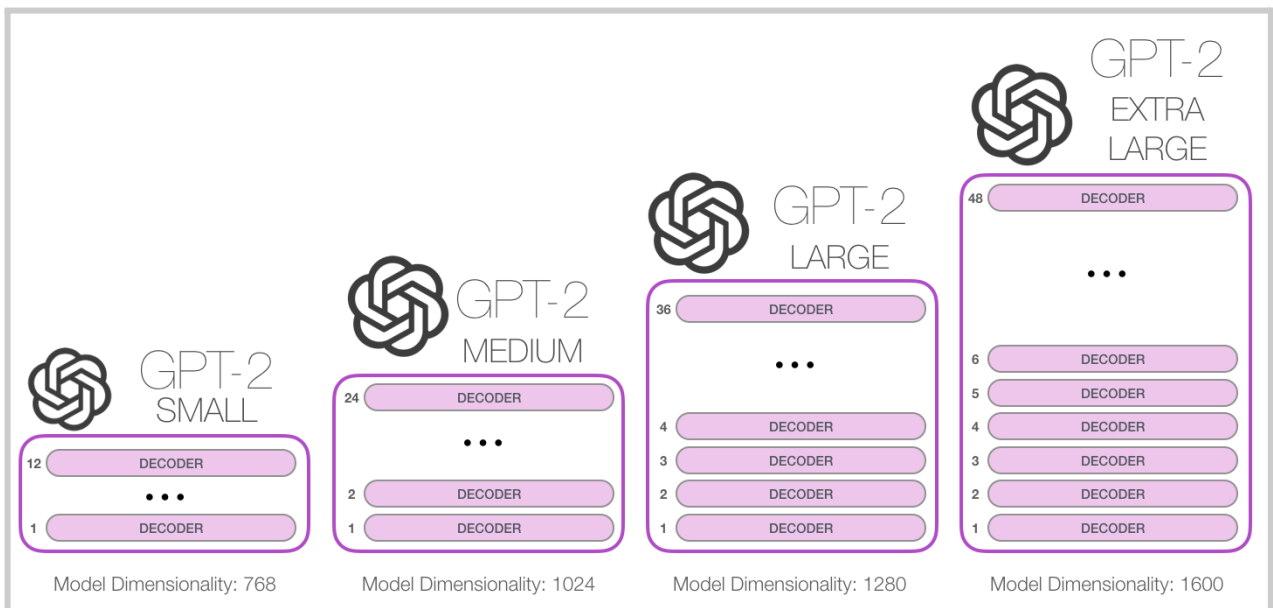 GPT-2
SMALL
12 DECODER
...
1 DECODER
Model Dimensionality: 768
GPT-2
MEDIUM
24 DECODER
...
2 DECODER
1 DECODER
Model Dimensionality: 1024
GPT-2
LARGE
36 DECODER
...
4 DECODER
3 DECODER
2 DECODER
1 DECODER
Model Dimensionality: 1280
GPT-2
EXTRA
LARGE
48 DECODER
...
6 DECODER
5 DECODER
4 DECODER
3 DECODER
2 DECODER
1 DECODER
Model Dimensionality: 1600